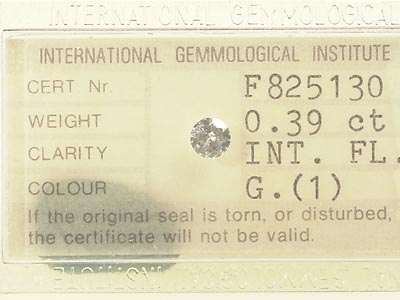 INTERNATIONAL GEMMOLOGICAL
INTERNATIONAL GEMMOLOGICAL INSTITUTE
CERT Nr. F825130
WEIGHT 0.39 ct
CLARITY INT. FL.
COLOUR G.(1)
If the original seal is torn, or disturbed,
the certificate will not be valid.